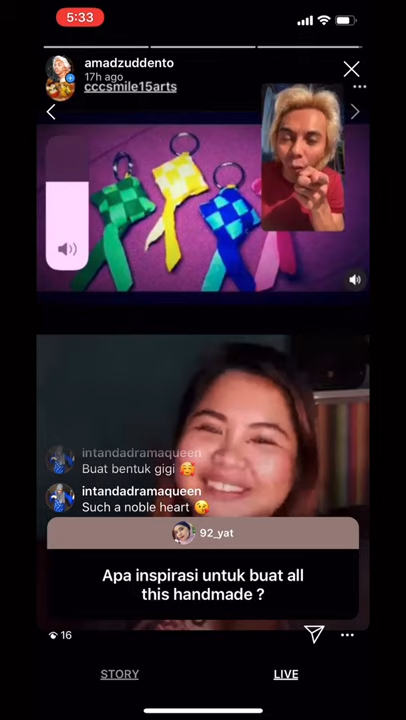 5:33
amadzuddento
17h ago
cccsmile15arts
intandadramaqueen
Buat bentuk gigi 🥰
intandadramaqueen
Such a noble heart 😘
92_yat
Apa inspirasi untuk buat all
this handmade ?
16
STORY
LIVE